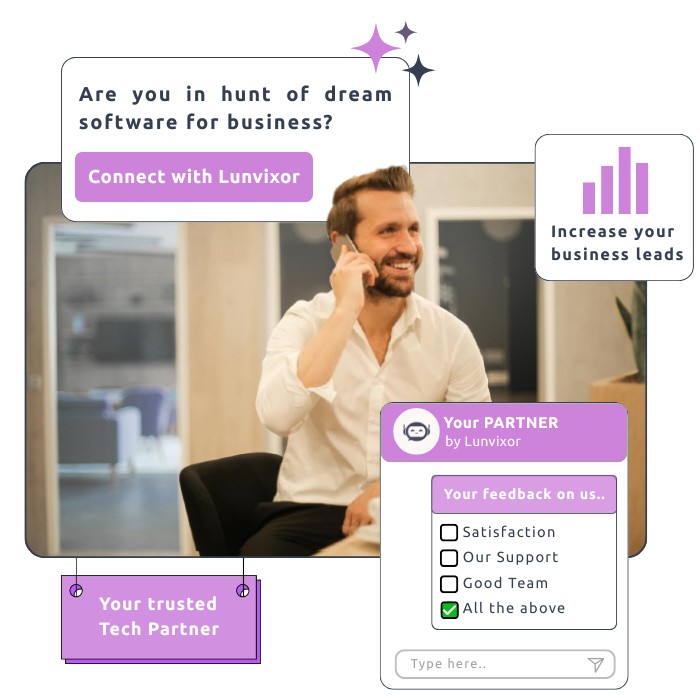 Are you in hunt of dream
software for business?
Connect with Lunvixor
Increase your
business leads
Your PARTNER
by Lunvixor
Your feedback on us..
Satisfaction
Our Support
Good Team
All the above
Type here..
Your trusted
Tech Partner